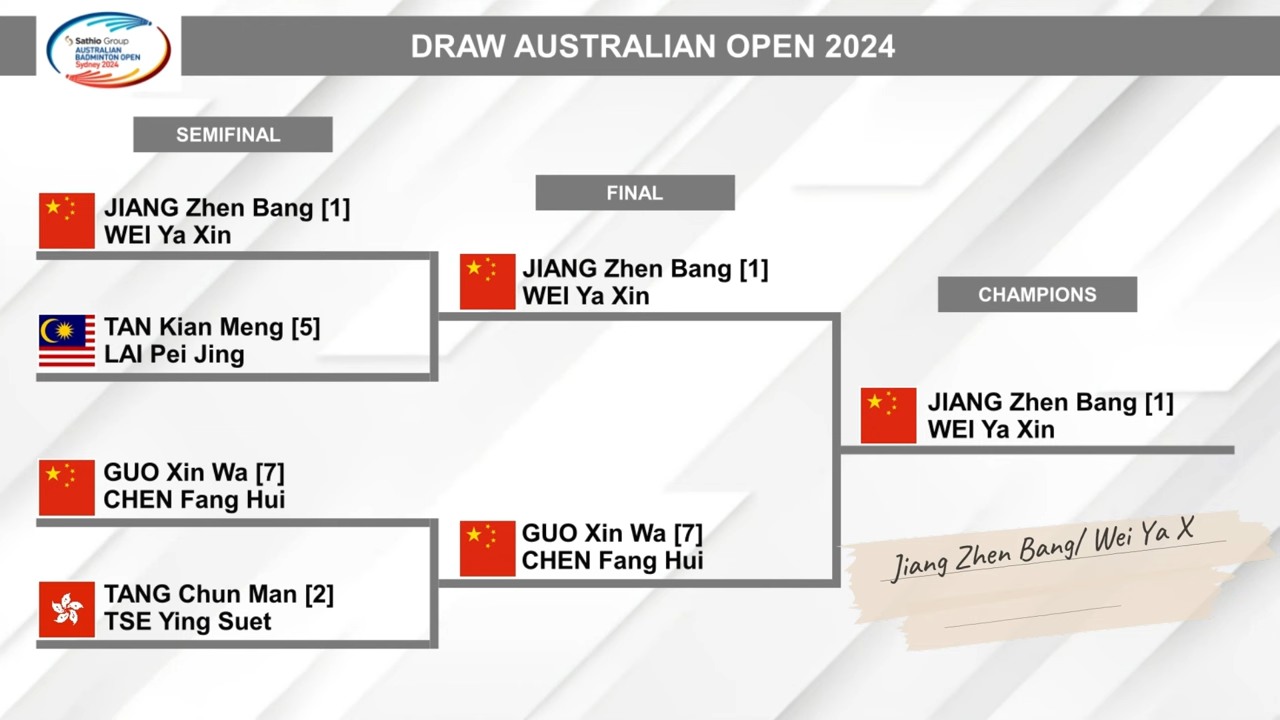 Sathio Group
AUSTRALIAN
BADMINTON OPEN
Sydney 2024
DRAW AUSTRALIAN OPEN 2024
SEMIFINAL
JIANG Zhen Bang [1]
WEI Ya Xin
TAN Kian Meng [5]
LAI Pei Jing
GUO Xin Wa [7]
CHEN Fang Hui
TANG Chun Man [2]
TSE Ying Suet
FINAL
JIANG Zhen Bang [1]
WEI Ya Xin
GUO Xin Wa [7]
CHEN Fang Hui
CHAMPIONS
JIANG Zhen Bang [1]
WEI Ya Xin
Jiang Zhen Bang/ Wei Ya X